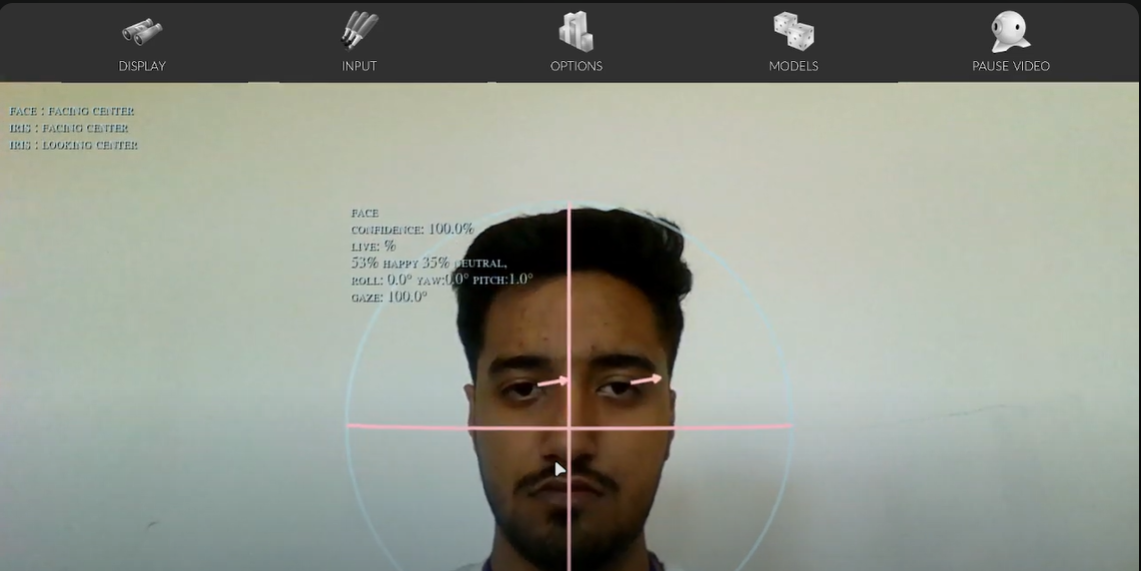 DISPLAY
INPUT
OPTIONS
MODELS
PAUSE VIDEO
FACE : FACING CENTER
IRIS : FACING CENTER
IRIS : LOOKING CENTER
FACE
CONFIDENCE: 100.0%
LIVE: %
53% HAPPY 35% NEUTRAL,
ROLL: 0.0° YAW:0.0° PITCH:1.0°
GAZE: 100.0°